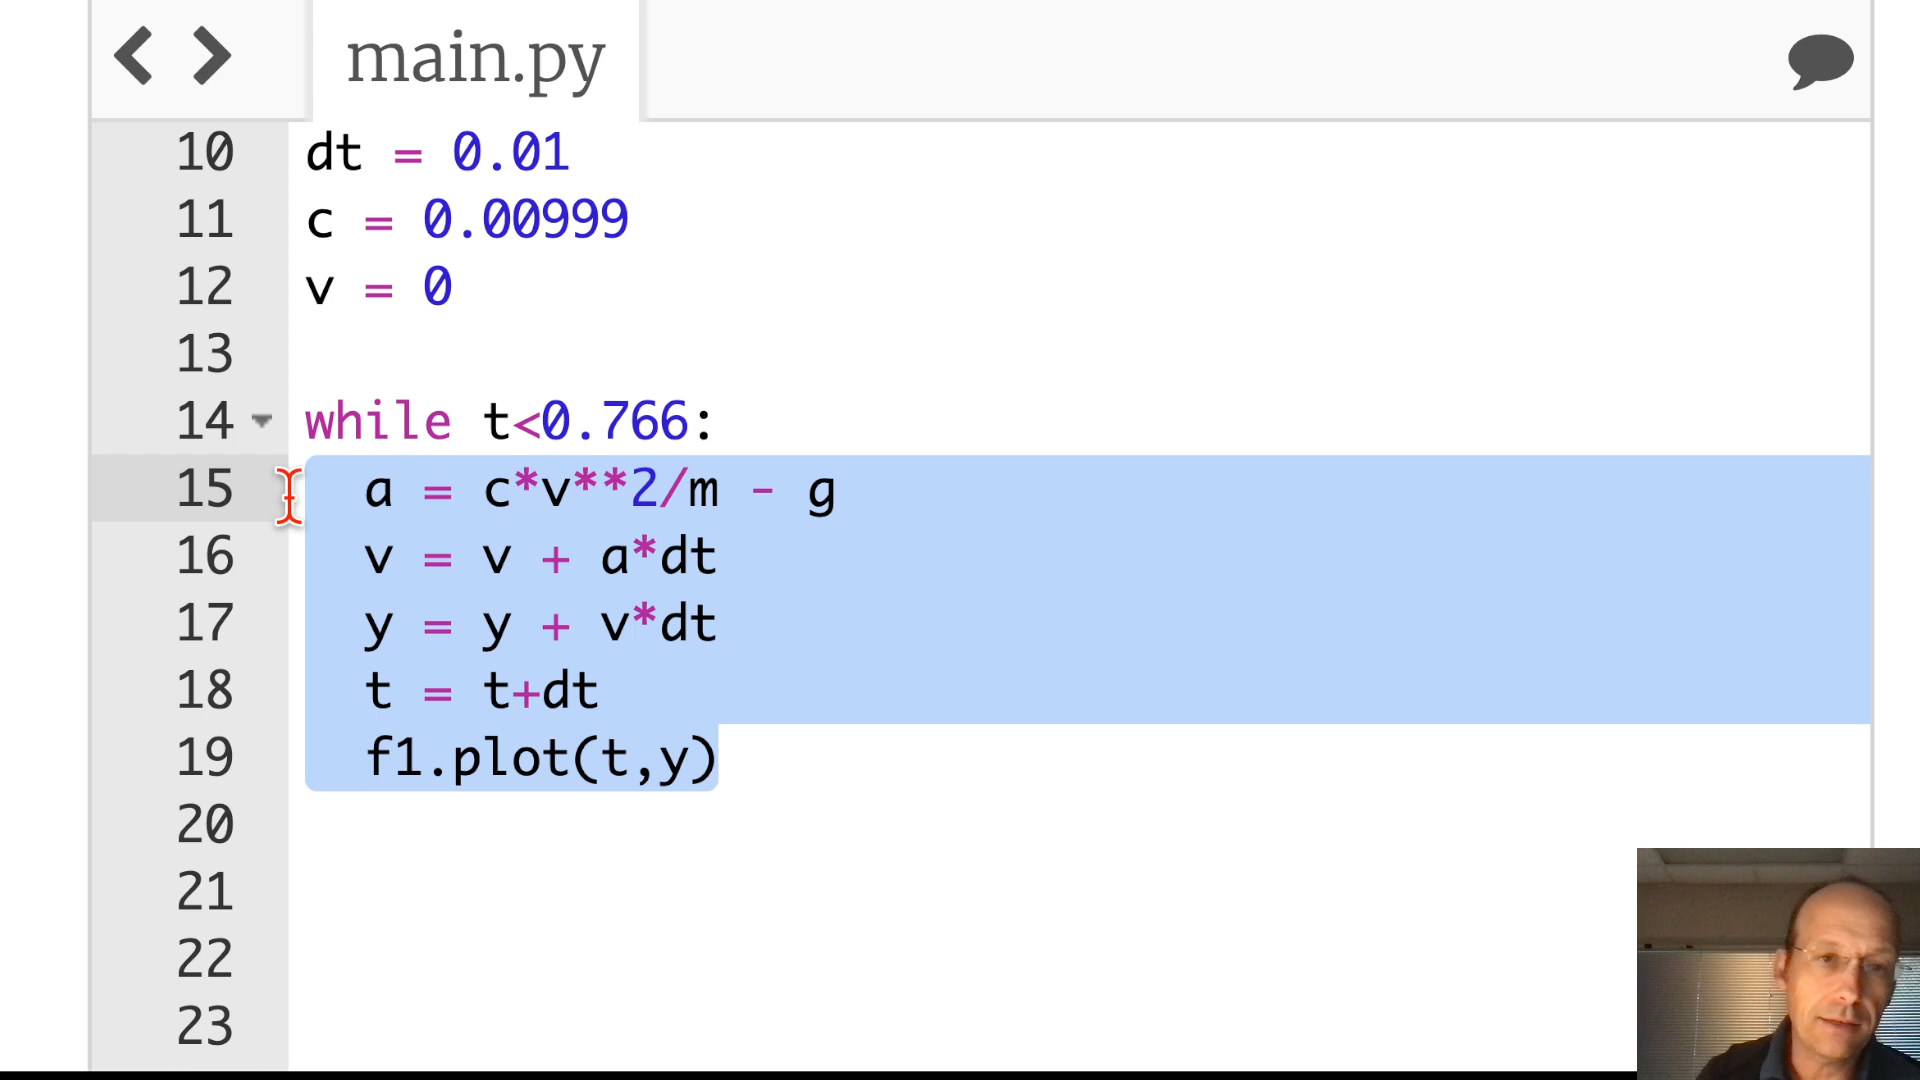 main.py
10 dt = 0.01
11 c = 0.00999
12 v = 0
13
14 while t<0.766:
15 a = c*v**2/m - g
16 v = v + a*dt
17 y = y + v*dt
18 t = t+dt
19 f1.plot(t,y)
20
21
22
23